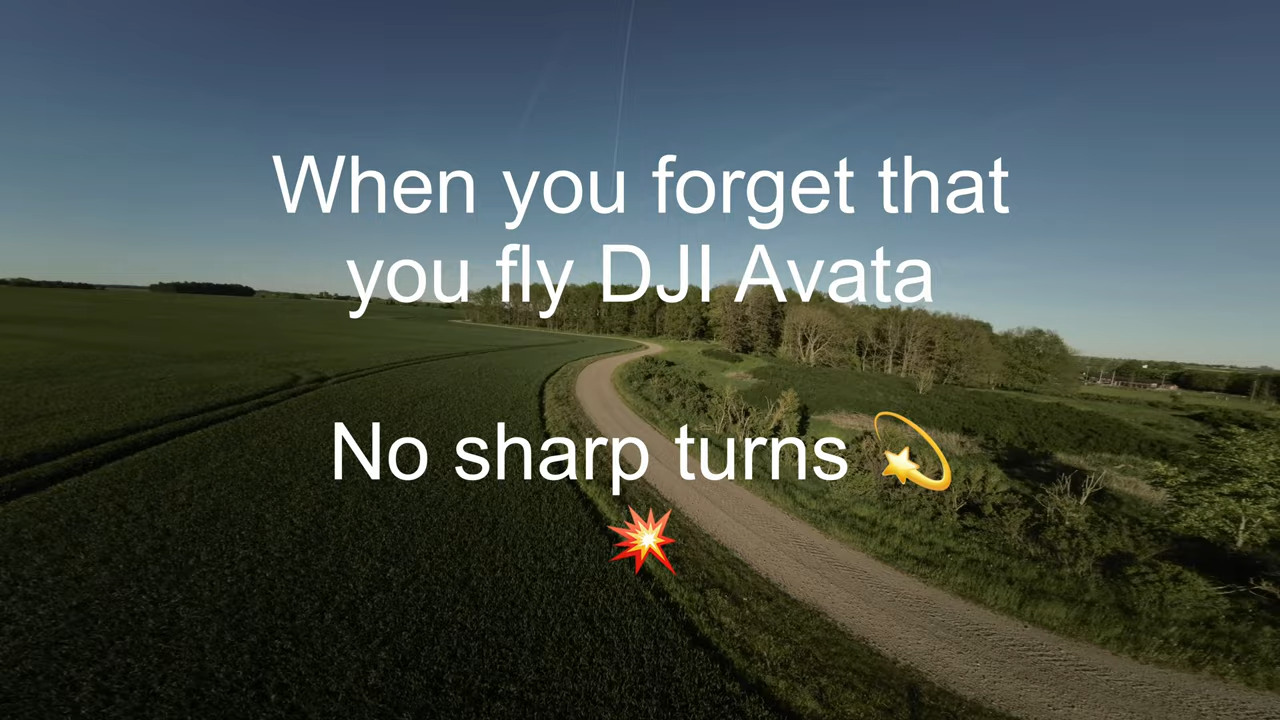 When you forget that
you fly DJI Avata
No sharp turns 💫
💥